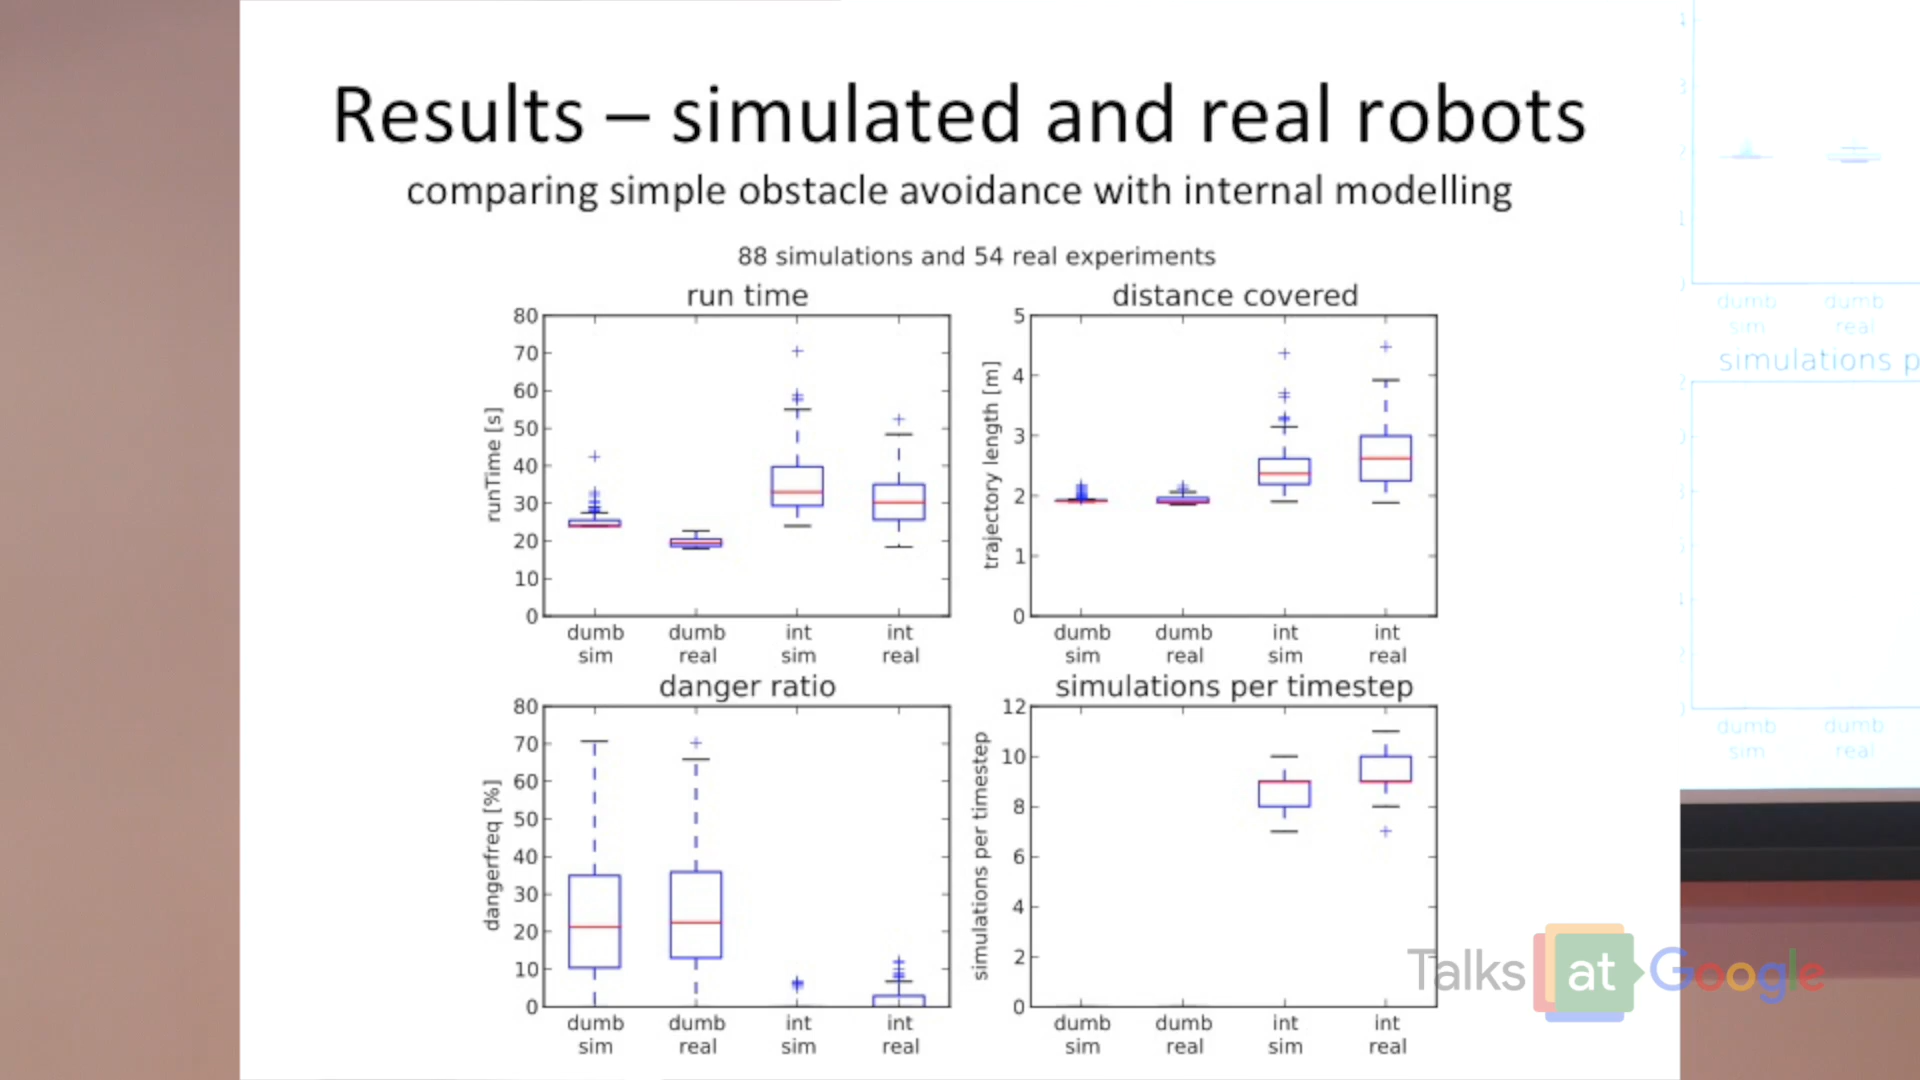 Results – simulated and real robots
comparing simple obstacle avoidance with internal modelling
88 simulations and 54 real experiments
run time
80
70
60
50
40
30
20
10
0
runTime [s]
dumb sim
dumb real
int sim
int real
distance covered
5
4
3
2
1
0
trajectory length [m]
dumb sim
dumb real
int sim
int real
danger ratio
80
70
60
50
40
30
20
10
0
dangerfreq [%]
dumb sim
dumb real
int sim
int real
simulations per timestep
12
10
8
6
4
2
0
simulations per timestep
dumb sim
dumb real
int sim
int real
dumb sim
dumb real
simulations p
dumb sim
dumb real
Talks at Google